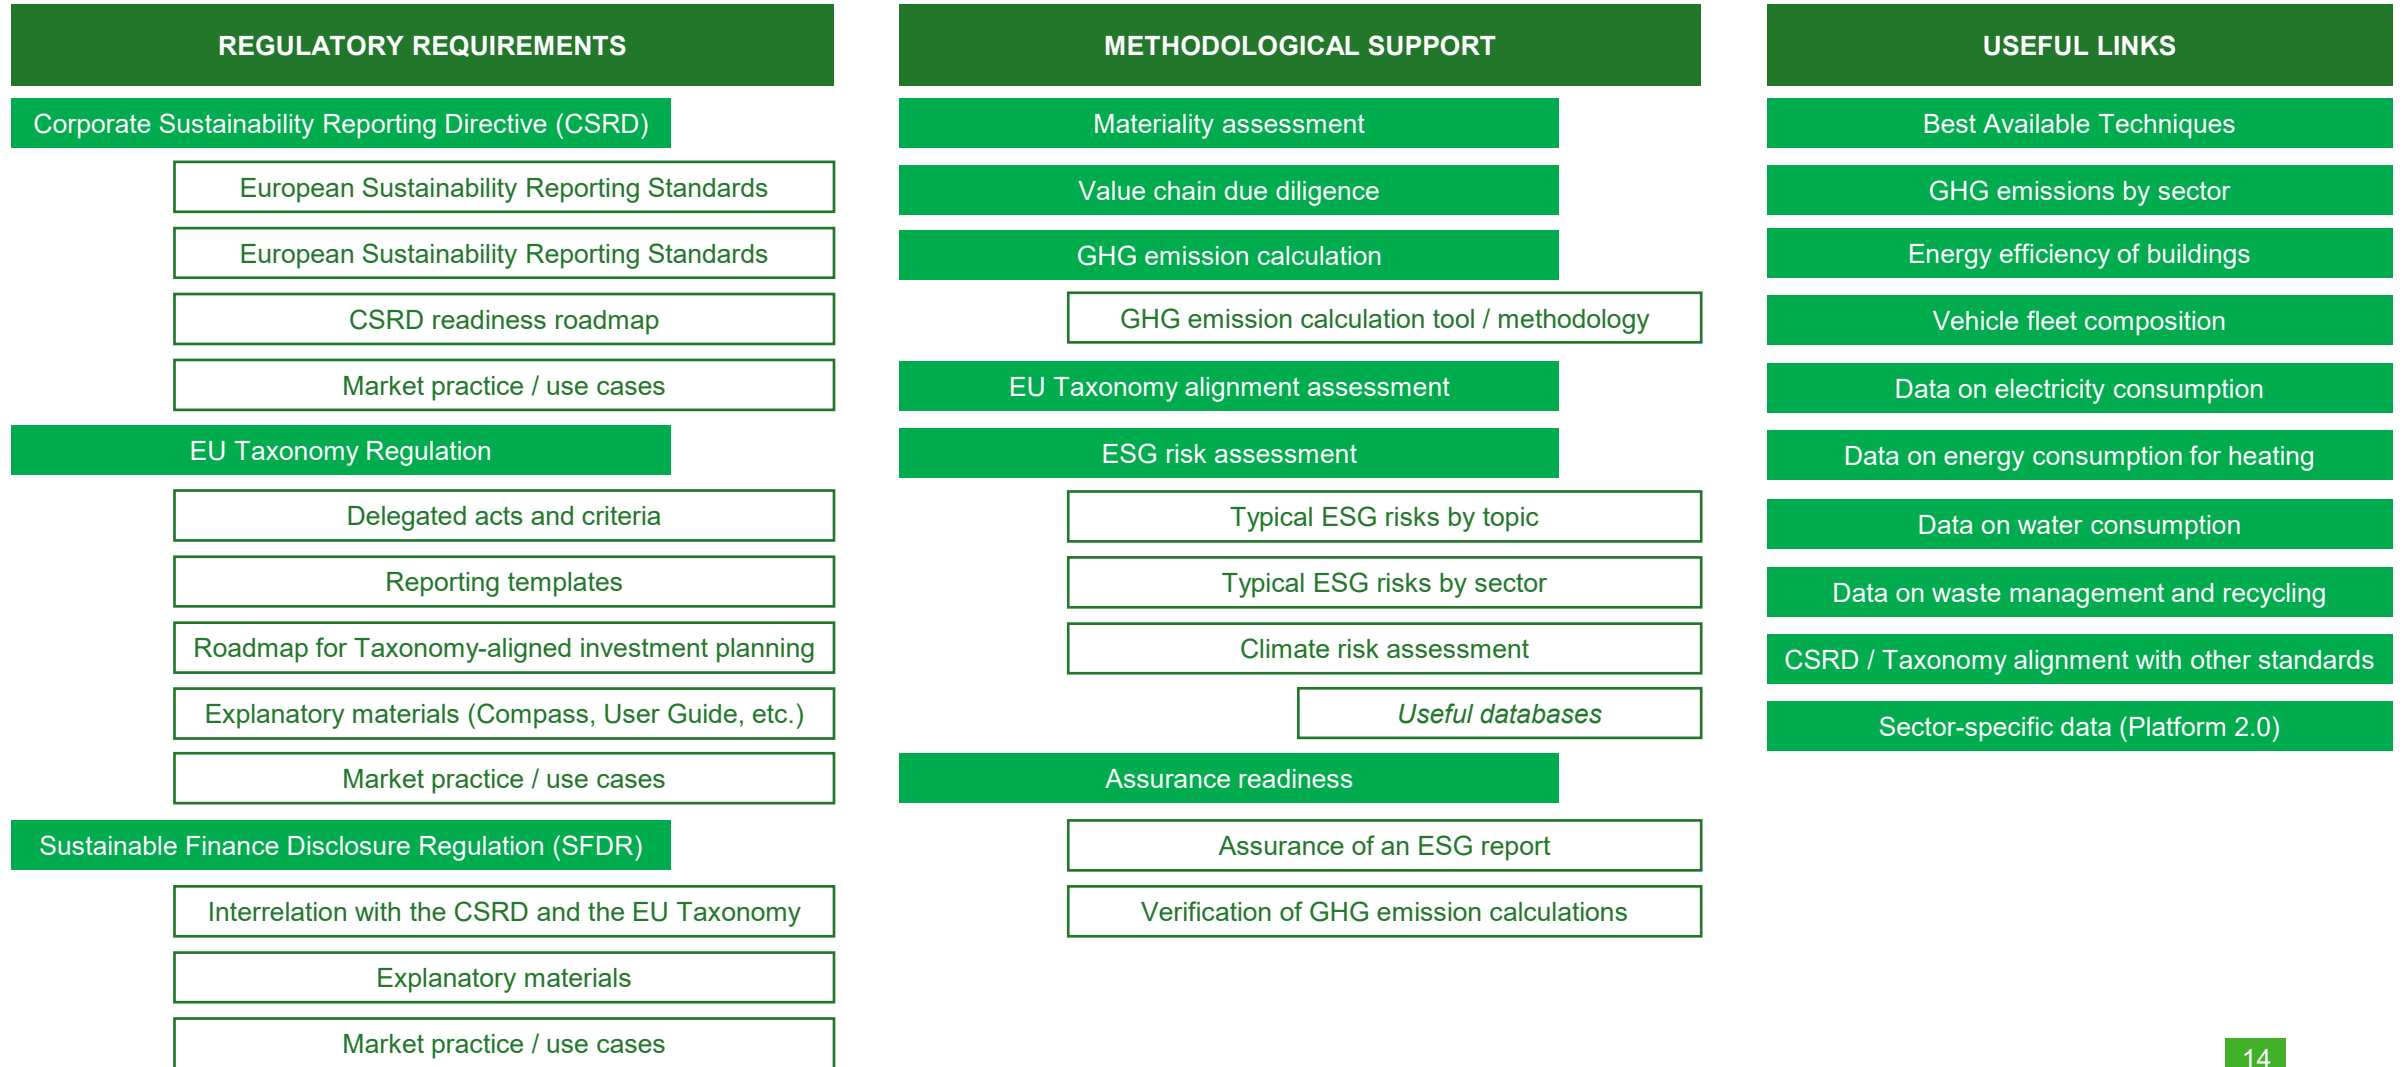 REGULATORY REQUIREMENTS
Corporate Sustainability Reporting Directive (CSRD)
European Sustainability Reporting Standards
European Sustainability Reporting Standards
CSRD readiness roadmap
Market practice / use cases
EU Taxonomy Regulation
Delegated acts and criteria
Reporting templates
Roadmap for Taxonomy-aligned investment planning
Explanatory materials (Compass, User Guide, etc.)
Market practice / use cases
Sustainable Finance Disclosure Regulation (SFDR)
Interrelation with the CSRD and the EU Taxonomy
Explanatory materials
Market practice / use cases
METHODOLOGICAL SUPPORT
Materiality assessment
Value chain due diligence
GHG emission calculation
GHG emission calculation tool / methodology
EU Taxonomy alignment assessment
ESG risk assessment
Typical ESG risks by topic
Typical ESG risks by sector
Climate risk assessment
Useful databases
Assurance readiness
Assurance of an ESG report
Verification of GHG emission calculations
USEFUL LINKS
Best Available Techniques
GHG emissions by sector
Energy efficiency of buildings
Vehicle fleet composition
Data on electricity consumption
Data on energy consumption for heating
Data on water consumption
Data on waste management and recycling
CSRD / Taxonomy alignment with other standards
Sector-specific data (Platform 2.0)
14